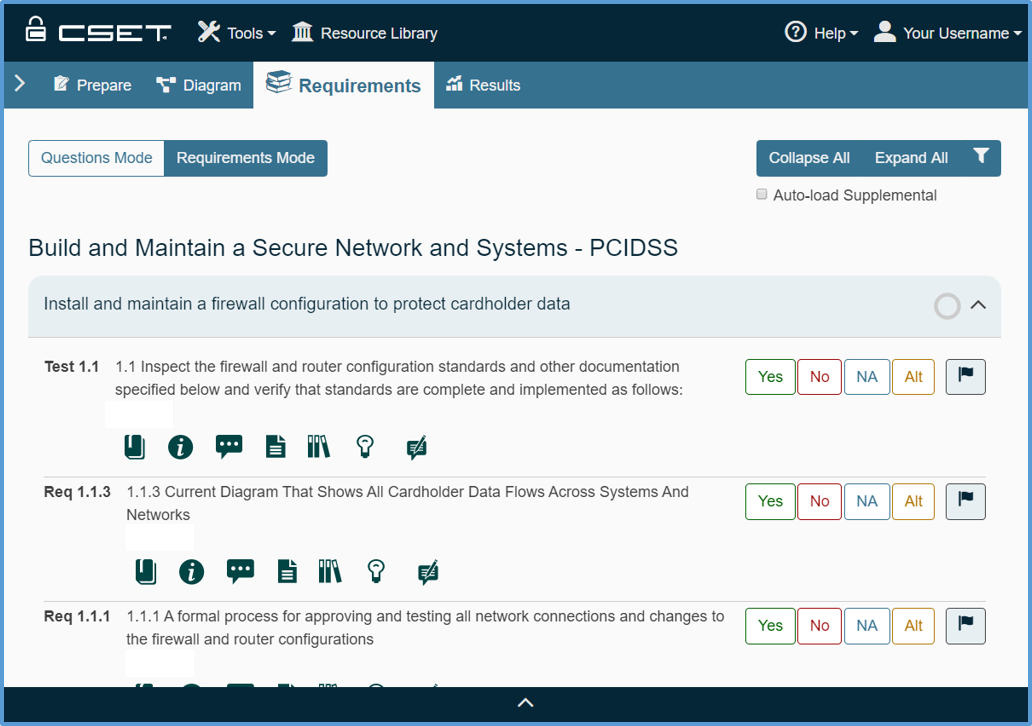 CSET Tools Resource Library Help Your Username
Prepare Diagram Requirements Results
Questions Mode Requirements Mode Collapse All Expand All
Auto-load Supplemental
Build and Maintain a Secure Network and Systems - PCIDSS
Install and maintain a firewall configuration to protect cardholder data
Test 1.1 1.1 Inspect the firewall and router configuration standards and other documentation
specified below and verify that standards are complete and implemented as follows:
Yes No NA Alt
Req 1.1.3 1.1.3 Current Diagram That Shows All Cardholder Data Flows Across Systems And
Networks
Yes No NA Alt
Req 1.1.1 1.1.1 A formal process for approving and testing all network connections and changes to
the firewall and router configurations
Yes No NA Alt